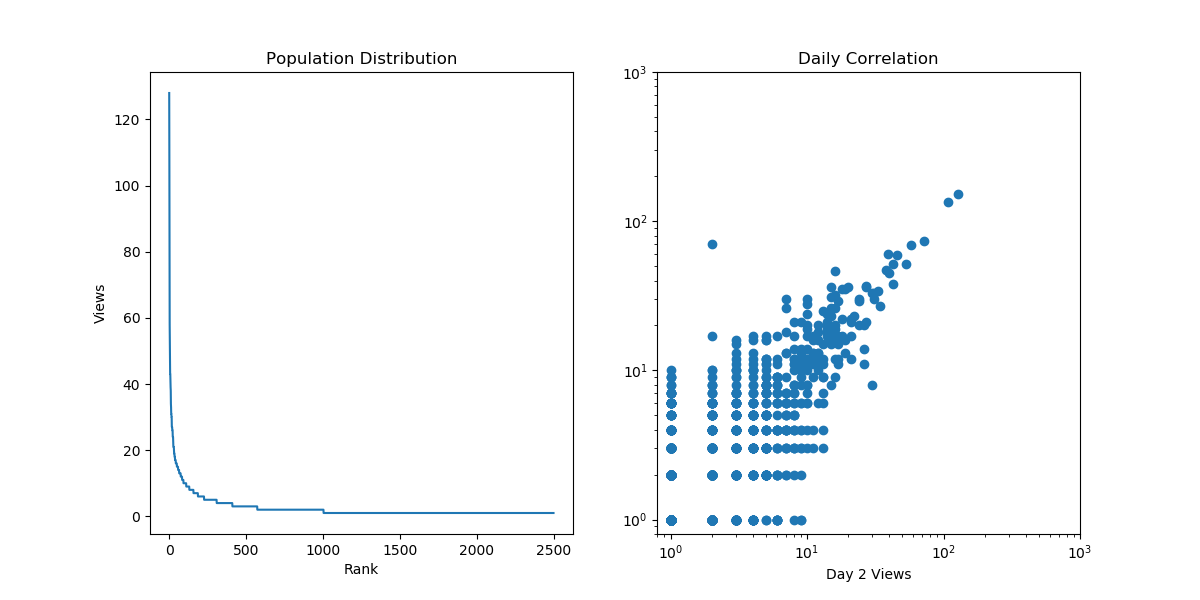 Population Distribution
Views
120
100
80
60
40
20
0
0 500 1000 1500 2000 2500
Rank
Daily Correlation
10³
10²
10¹
10⁰
10⁰ 10¹ 10² 10³
Day 2 Views